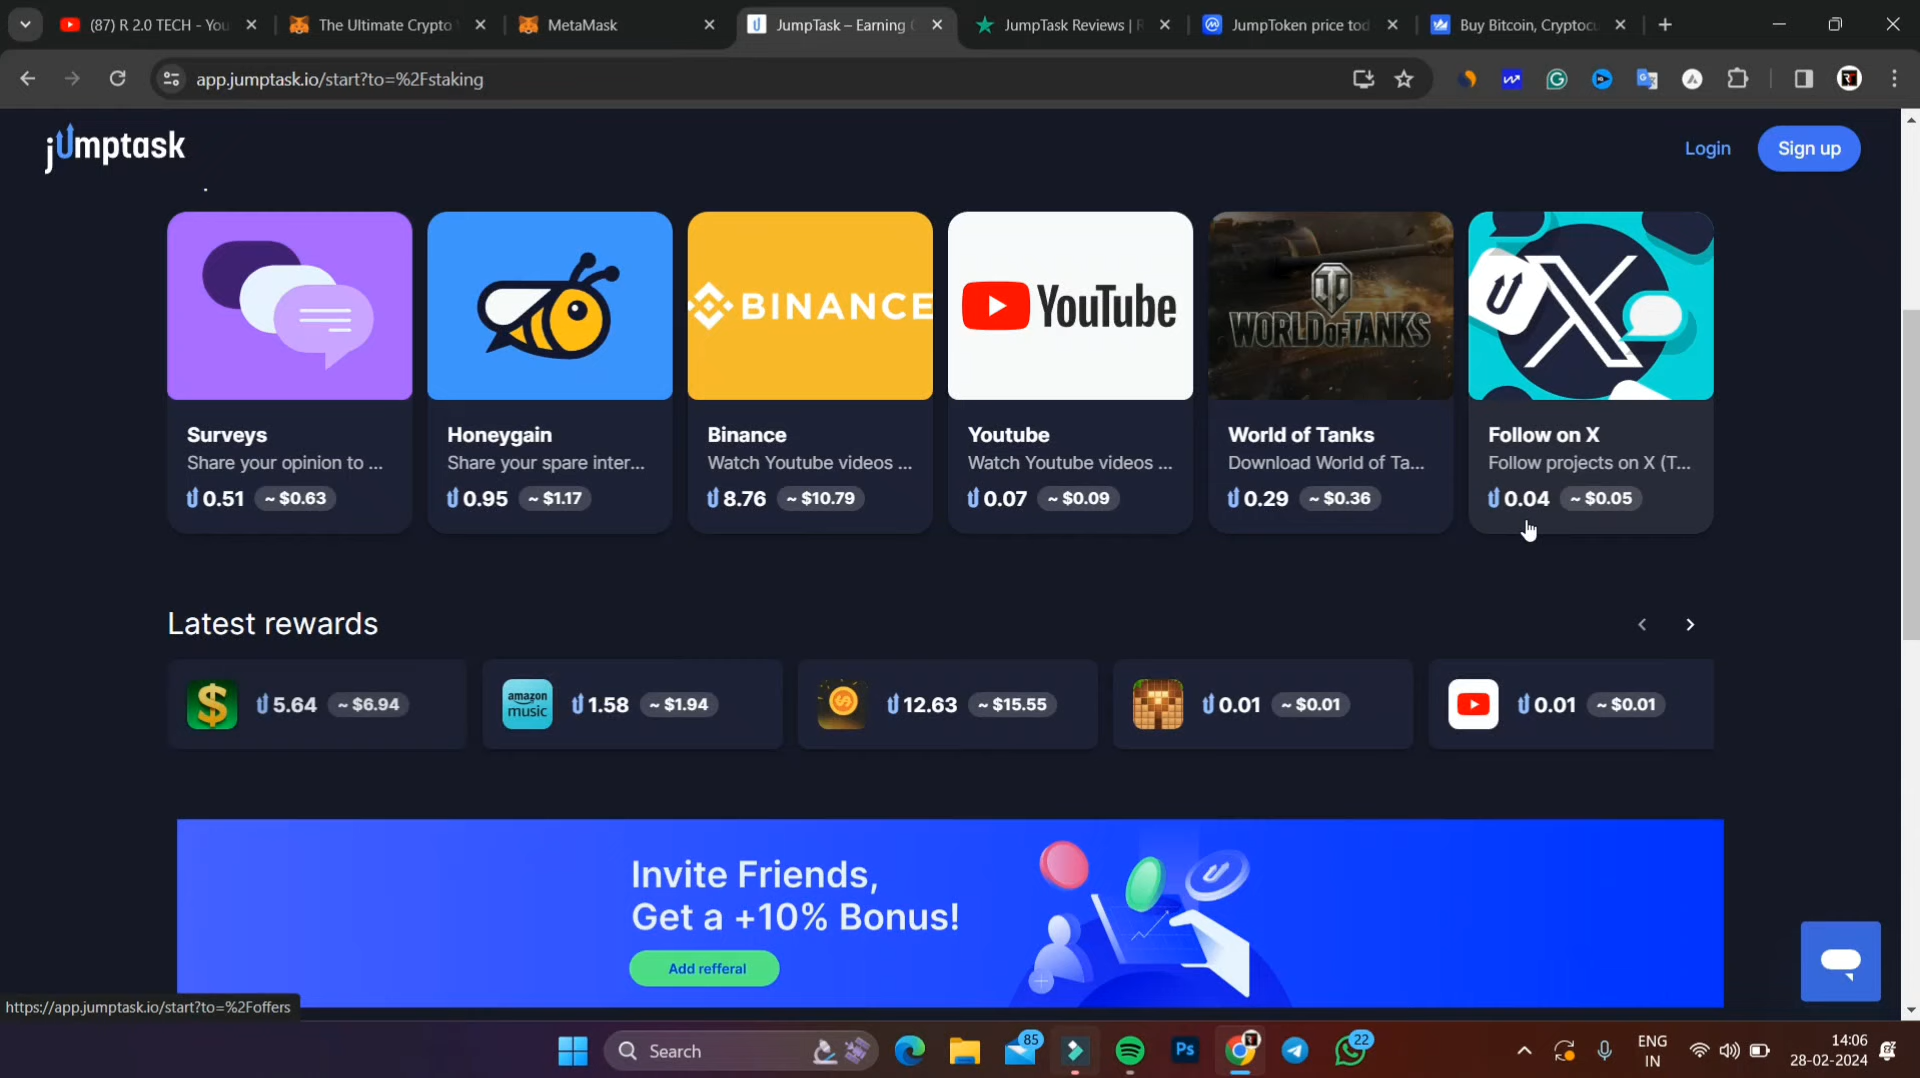 (87) R 2.0 TECH - You
The Ultimate Crypto
MetaMask
JumpTask – Earning
JumpTask Reviews | R
JumpToken price tod
Buy Bitcoin, Cryptocu
app.jumptask.io/start?to=%2Fstaking
jumptask
Login
Sign up
BINANCE
YouTube
WORLD OF TANKS
Surveys
Honeygain
Binance
Youtube
World of Tanks
Follow on X
Share your opinion to ...
Share your spare inter...
Watch Youtube videos ...
Watch Youtube videos ...
Download World of Ta...
Follow projects on X (T...
0.51 ~ $0.63
0.95 ~ $1.17
8.76 ~ $10.79
0.07 ~ $0.09
0.29 ~ $0.36
0.04 ~ $0.05
Latest rewards
5.64 ~ $6.94
amazon
music
1.58 ~ $1.94
12.63 ~ $15.55
0.01 ~ $0.01
0.01 ~ $0.01
Invite Friends,
Get a +10% Bonus!
Add refferal
https://app.jumptask.io/start?to=%2Foffers
Search
85
Ps
22
ENG
IN
14:06
28-02-2024